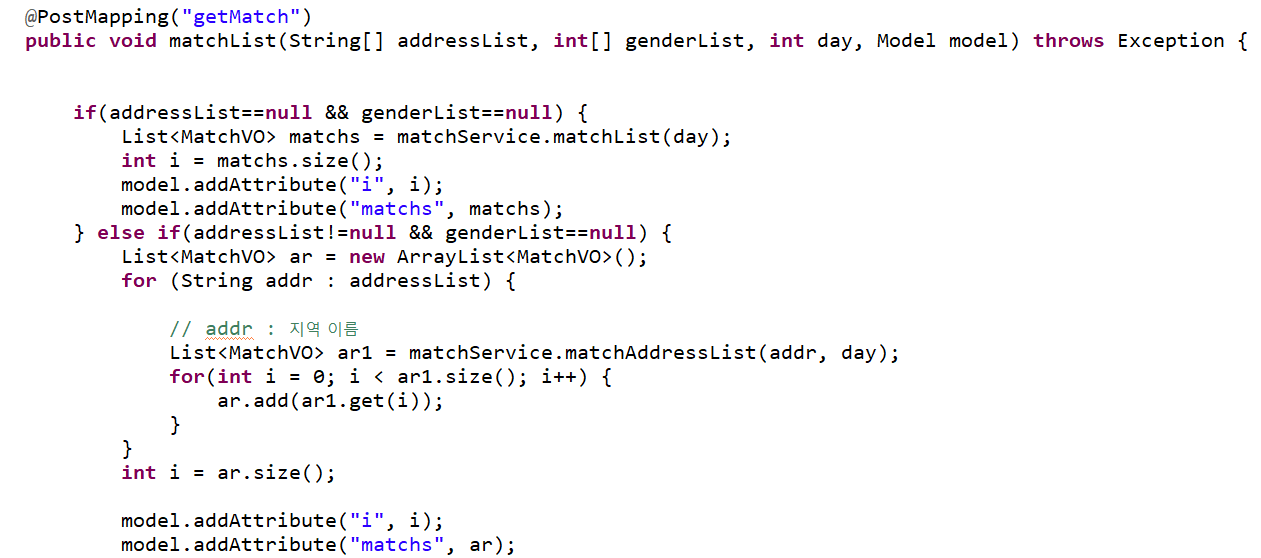 @PostMapping("getMatch")
public void matchList(String[] addressList, int[] genderList, int day, Model model) throws Exception {
if(addressList==null && genderList==null) {
List<MatchVO> matchs = matchService.matchList(day);
int i = matchs.size();
model.addAttribute("i", i);
model.addAttribute("matchs", matchs);
} else if(addressList!=null && genderList==null) {
List<MatchVO> ar = new ArrayList<MatchVO>();
for (String addr : addressList) {
// addr : 지역 이름
List<MatchVO> ar1 = matchService.matchAddressList(addr, day);
for(int i = 0; i < ar1.size(); i++) {
ar.add(ar1.get(i));
}
}
int i = ar.size();
model.addAttribute("i", i);
model.addAttribute("matchs", ar);